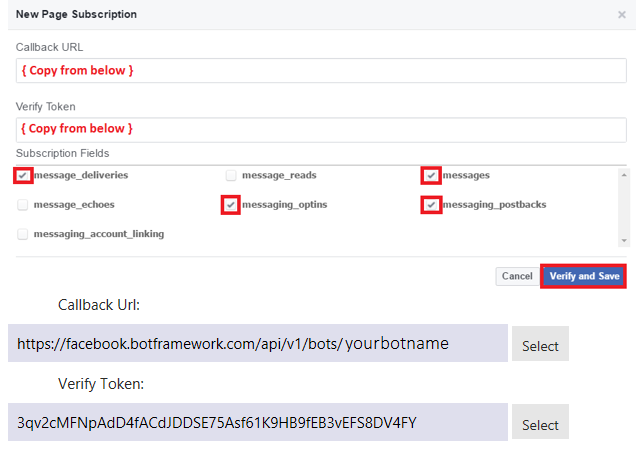 New Page Subscription ×
Callback URL
{ Copy from below }
Verify Token
{ Copy from below }
Subscription Fields
message_deliveries message_reads messages
message_echoes messaging_optins messaging_postbacks
messaging_account_linking
Cancel Verify and Save
Callback Url:
https://facebook.botframework.com/api/v1/bots/yourbotname Select
Verify Token:
3qv2cMFNpAdD4fACdJDDSE75Asf61K9HB9fEB3vEFS8DV4FY Select